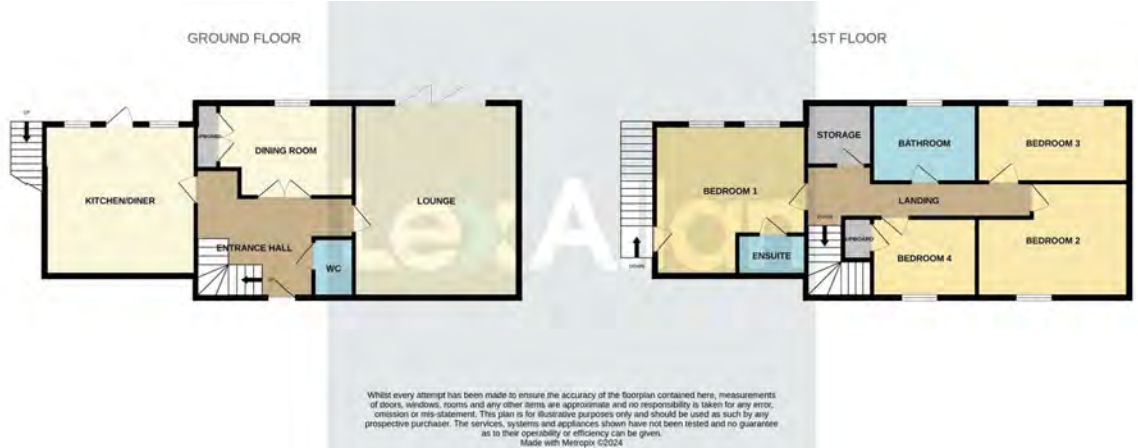 GROUND FLOOR
1ST FLOOR
UP
CUPBOARD
DINING ROOM
KITCHEN/DINER
LOUNGE
ENTRANCE HALL
WC
STORAGE
BATHROOM
BEDROOM 3
BEDROOM 1
LANDING
DOWN
CUPBOARD
BEDROOM 2
ENSUITE
BEDROOM 4
DOWN
Whilst every attempt has been made to ensure the accuracy of the floorplan contained here, measurements
of doors, windows, rooms and any other items are approximate and no responsibility is taken for any error,
omission or mis-statement. This plan is for illustrative purposes only and should be used as such by any
prospective purchaser. The services, systems and appliances shown have not been tested and no guarantee
as to their operability or efficiency can be given.
Made with Metropix ©2024